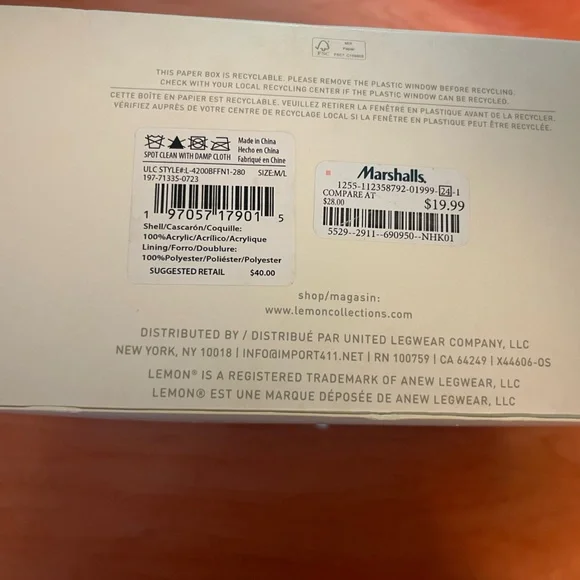 FSC
MIX
Paper
THIS PAPER BOX IS RECYCLABLE. PLEASE REMOVE THE PLASTIC WINDOW BEFORE RECYCLING.
CHECK WITH YOUR LOCAL RECYCLING CENTER IF THE PLASTIC WINDOW CAN BE RECYCLED.
CETTE BOÎTE EN PAPIER EST RECYCLABLE. VEUILLEZ RETIRER LA FENÊTRE EN PLASTIQUE AVANT DE LA RECYCLER.
VÉRIFIEZ AUPRÈS DE VOTRE CENTRE DE RECYCLAGE LOCAL SI LA FENÊTRE EN PLASTIQUE PEUT ÊTRE RECYCLÉE.
Made in China
Hecho en China
SPOT CLEAN WITH DAMP CLOTH Fabriqué en Chine
ULC STYLE#:L-4200BFFN1-280 SIZE:M/L
197-7133S-0723
1 97057 17901 5
Shell/Cascarón/Coquille:
100%Acrylic/Acrílico/Acrylique
Lining/Forro/Doublure:
100%Polyester/Poliéster/Polyester
SUGGESTED RETAIL $40.00
Marshalls.
1255-112358792-01999-24-1
COMPARE AT
$28.00 $19.99
5529--2911--690950--NHK01
shop/magasin:
www.lemoncollections.com
DISTRIBUTED BY / DISTRIBUÉ PAR UNITED LEGWEAR COMPANY, LLC
NEW YORK, NY 10018 | INFO@IMPORT411.NET | RN 100759 | CA 64249 | X44606-OS
LEMON® IS A REGISTERED TRADEMARK OF ANEW LEGWEAR, LLC
LEMON® EST UNE MARQUE DÉPOSÉE DE ANEW LEGWEAR, LLC